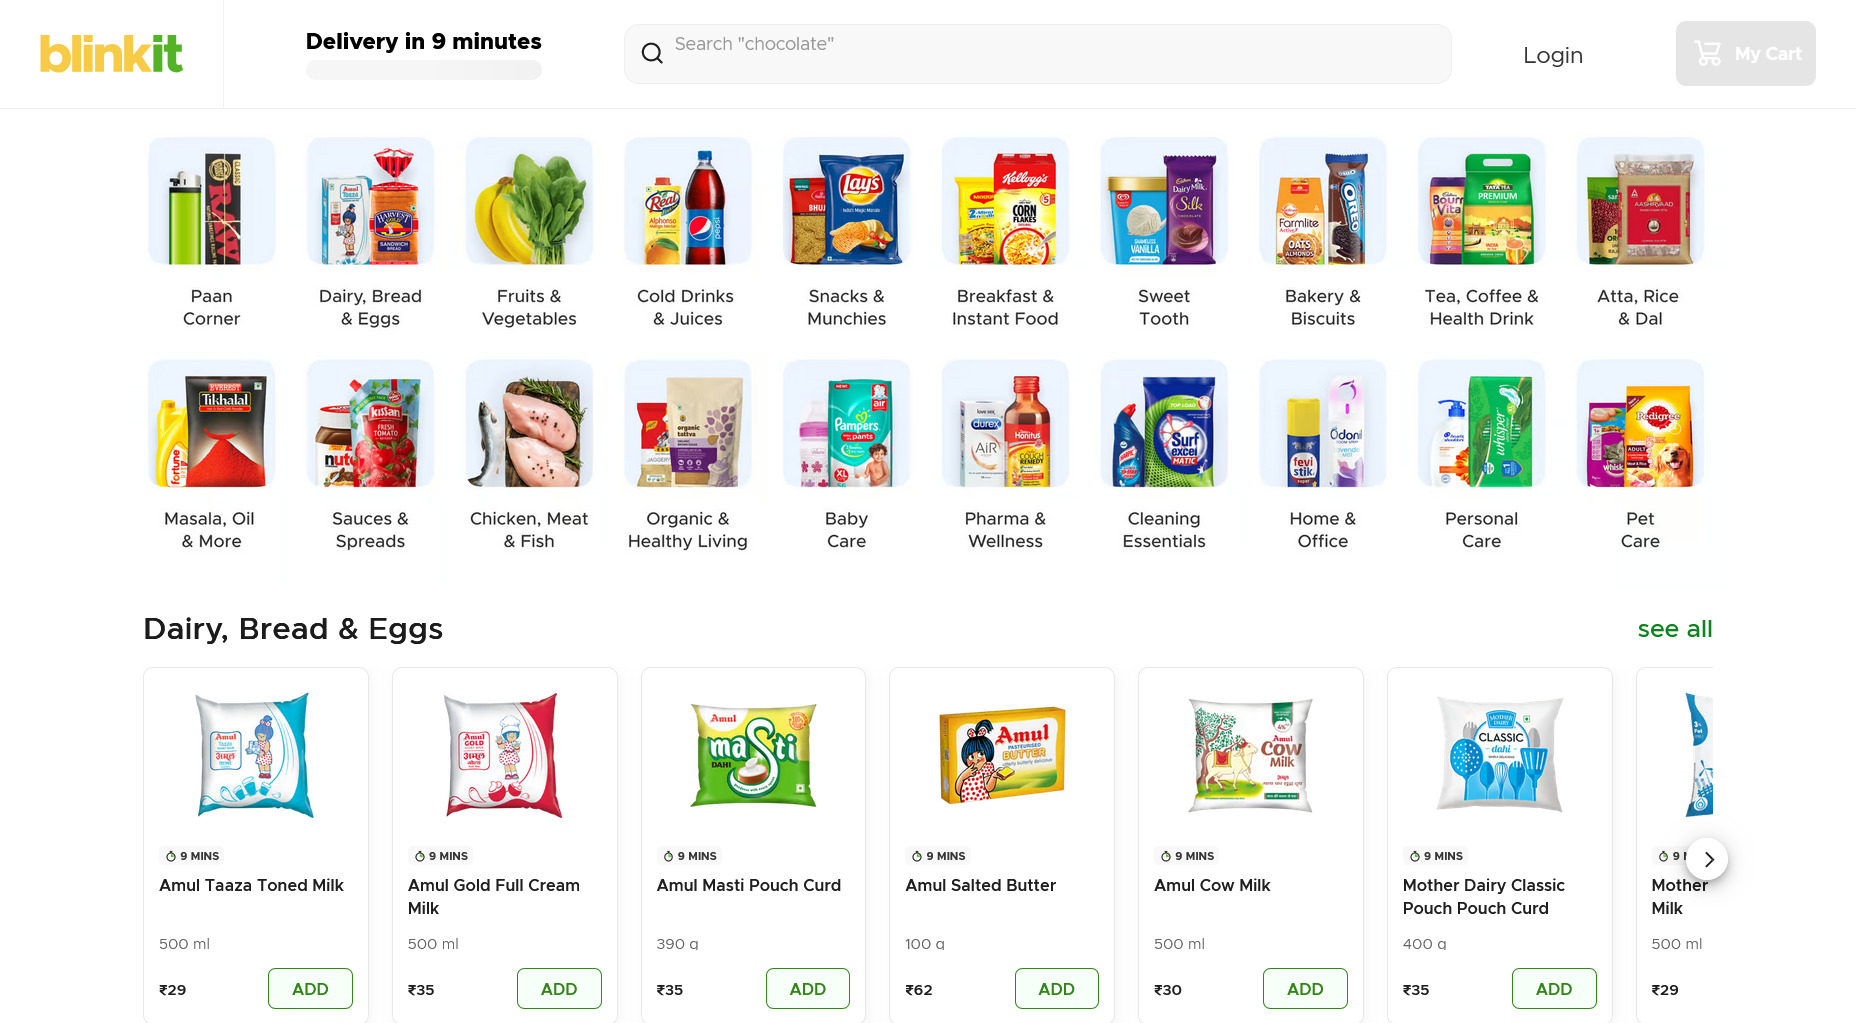 blinkit
Delivery in 9 minutes
Search "chocolate"
Login
My Cart
Paan
Corner
Dairy, Bread
& Eggs
Fruits &
Vegetables
Cold Drinks
& Juices
Snacks &
Munchies
Breakfast &
Instant Food
Sweet
Tooth
Bakery &
Biscuits
Tea, Coffee &
Health Drink
Atta, Rice
& Dal
Masala, Oil
& More
Sauces &
Spreads
Chicken, Meat
& Fish
Organic &
Healthy Living
Baby
Care
Pharma &
Wellness
Cleaning
Essentials
Home &
Office
Personal
Care
Pet
Care
Dairy, Bread & Eggs
see all
9 MINS
Amul Taaza Toned Milk
500 ml
₹29
ADD
9 MINS
Amul Gold Full Cream
Milk
500 ml
₹35
ADD
9 MINS
Amul Masti Pouch Curd
390 g
₹35
ADD
9 MINS
Amul Salted Butter
100 g
₹62
ADD
9 MINS
Amul Cow Milk
500 ml
₹30
ADD
9 MINS
Mother Dairy Classic
Pouch Pouch Curd
400 g
₹35
ADD
9
Mother
Milk
500 ml
₹29